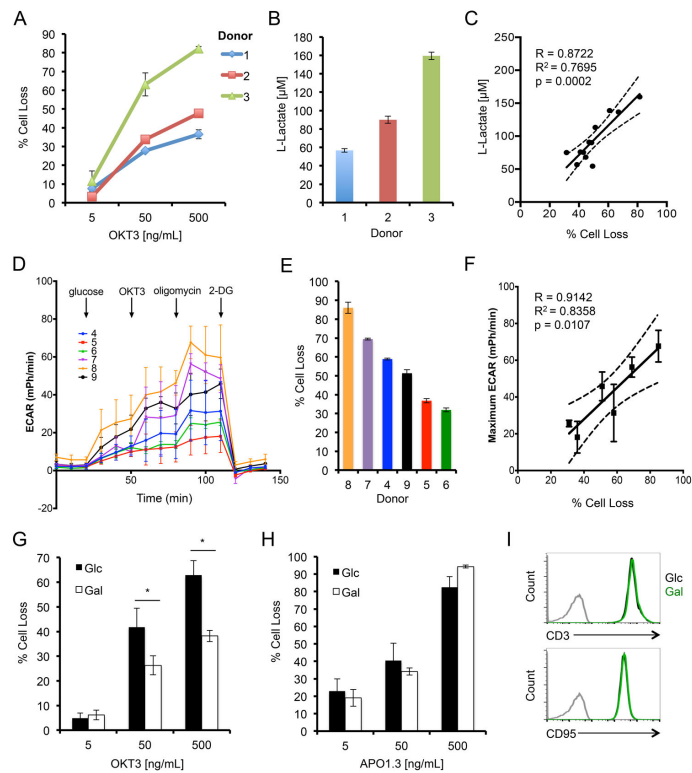 A
% Cell Loss
90
80
70
60
50
40
30
20
10
0
5 50 500
OKT3 [ng/mL]
Donor
1
2
3
B
L-Lactate [µM]
180
160
140
120
100
80
60
40
20
0
1 2 3
Donor
C
R = 0.8722
R² = 0.7695
p = 0.0002
L-Lactate [µM]
250
200
150
100
50
0
0 20 40 60 80 100
% Cell Loss
D
glucose OKT3 oligomycin 2-DG
ECAR (mPh/min)
100
80
60
40
20
0
-20
4
5
6
7
8
9
0 50 100 150
Time (min)
E
% Cell Loss
100
90
80
70
60
50
40
30
20
10
0
8 7 4 9 5 6
Donor
F
R = 0.9142
R² = 0.8358
p = 0.0107
Maximum ECAR (mPh/min)
100
80
60
40
20
0
0 20 40 60 80 100
% Cell Loss
G
Glc
Gal
*
*
% Cell Loss
70
60
50
40
30
20
10
0
5 50 500
OKT3 [ng/mL]
H
Glc
Gal
% Cell Loss
100
90
80
70
60
50
40
30
20
10
0
5 50 500
APO1.3 [ng/mL]
I
Glc
Gal
Count
CD3
Count
CD95